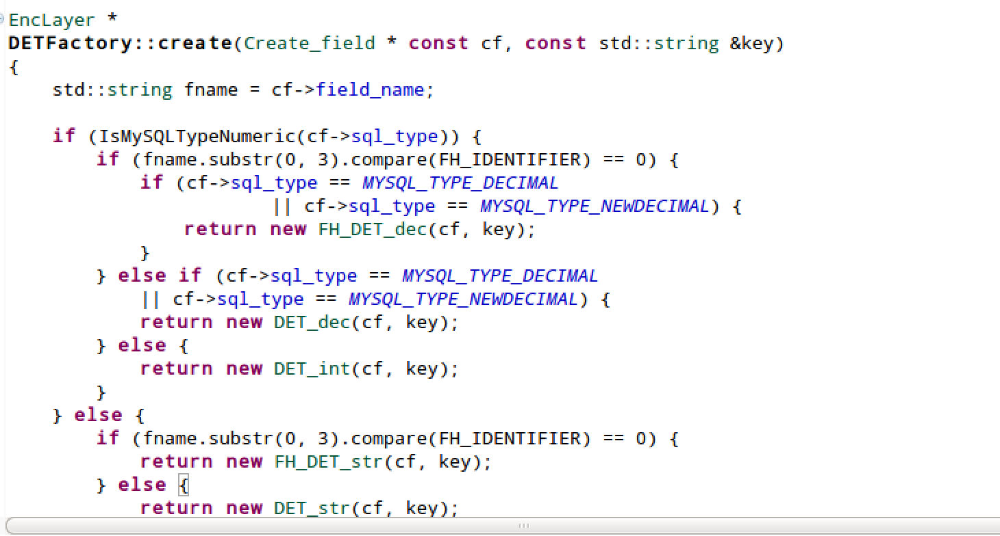 EncLayer *
DETFactory::create(Create_field * const cf, const std::string &key)
{
    std::string fname = cf->field_name;

    if (IsMySQLTypeNumeric(cf->sql_type)) {
        if (fname.substr(0, 3).compare(FH_IDENTIFIER) == 0) {
            if (cf->sql_type == MYSQL_TYPE_DECIMAL
                        || cf->sql_type == MYSQL_TYPE_NEWDECIMAL) {
                return new FH_DET_dec(cf, key);
            }
        } else if (cf->sql_type == MYSQL_TYPE_DECIMAL
            || cf->sql_type == MYSQL_TYPE_NEWDECIMAL) {
            return new DET_dec(cf, key);
        } else {
            return new DET_int(cf, key);
        }
    } else {
        if (fname.substr(0, 3).compare(FH_IDENTIFIER) == 0) {
            return new FH_DET_str(cf, key);
        } else {
            return new DET_str(cf, key);